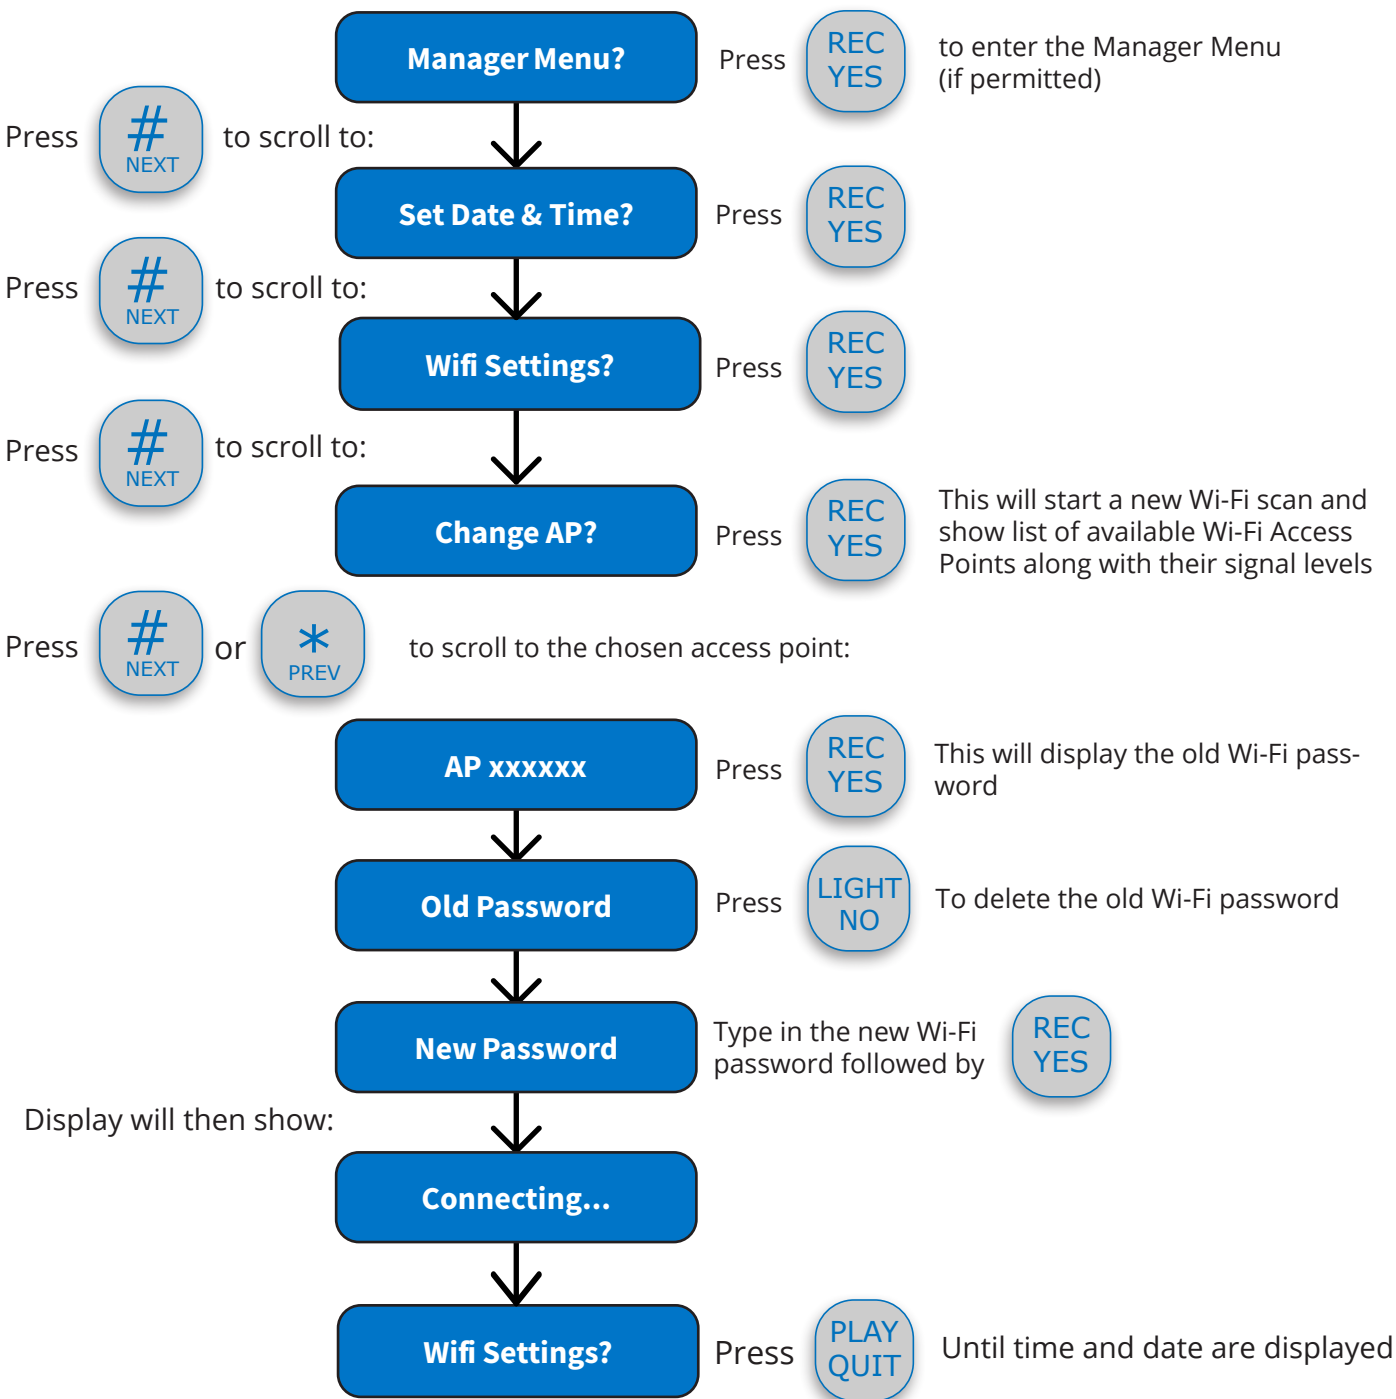 Manager Menu?
Press
REC
YES
to enter the Manager Menu
(if permitted)
Press
#
NEXT
to scroll to:
Set Date & Time?
Press
REC
YES
Press
#
NEXT
to scroll to:
Wifi Settings?
Press
REC
YES
Press
#
NEXT
to scroll to:
Change AP?
Press
REC
YES
This will start a new Wi-Fi scan and
show list of available Wi-Fi Access
Points along with their signal levels
Press
#
NEXT
or
*
PREV
to scroll to the chosen access point:
AP xxxxxx
Press
REC
YES
This will display the old Wi-Fi pass-
word
Old Password
Press
LIGHT
NO
To delete the old Wi-Fi password
New Password
Type in the new Wi-Fi
password followed by
REC
YES
Display will then show:
Connecting...
Wifi Settings?
Press
PLAY
QUIT
Until time and date are displayed